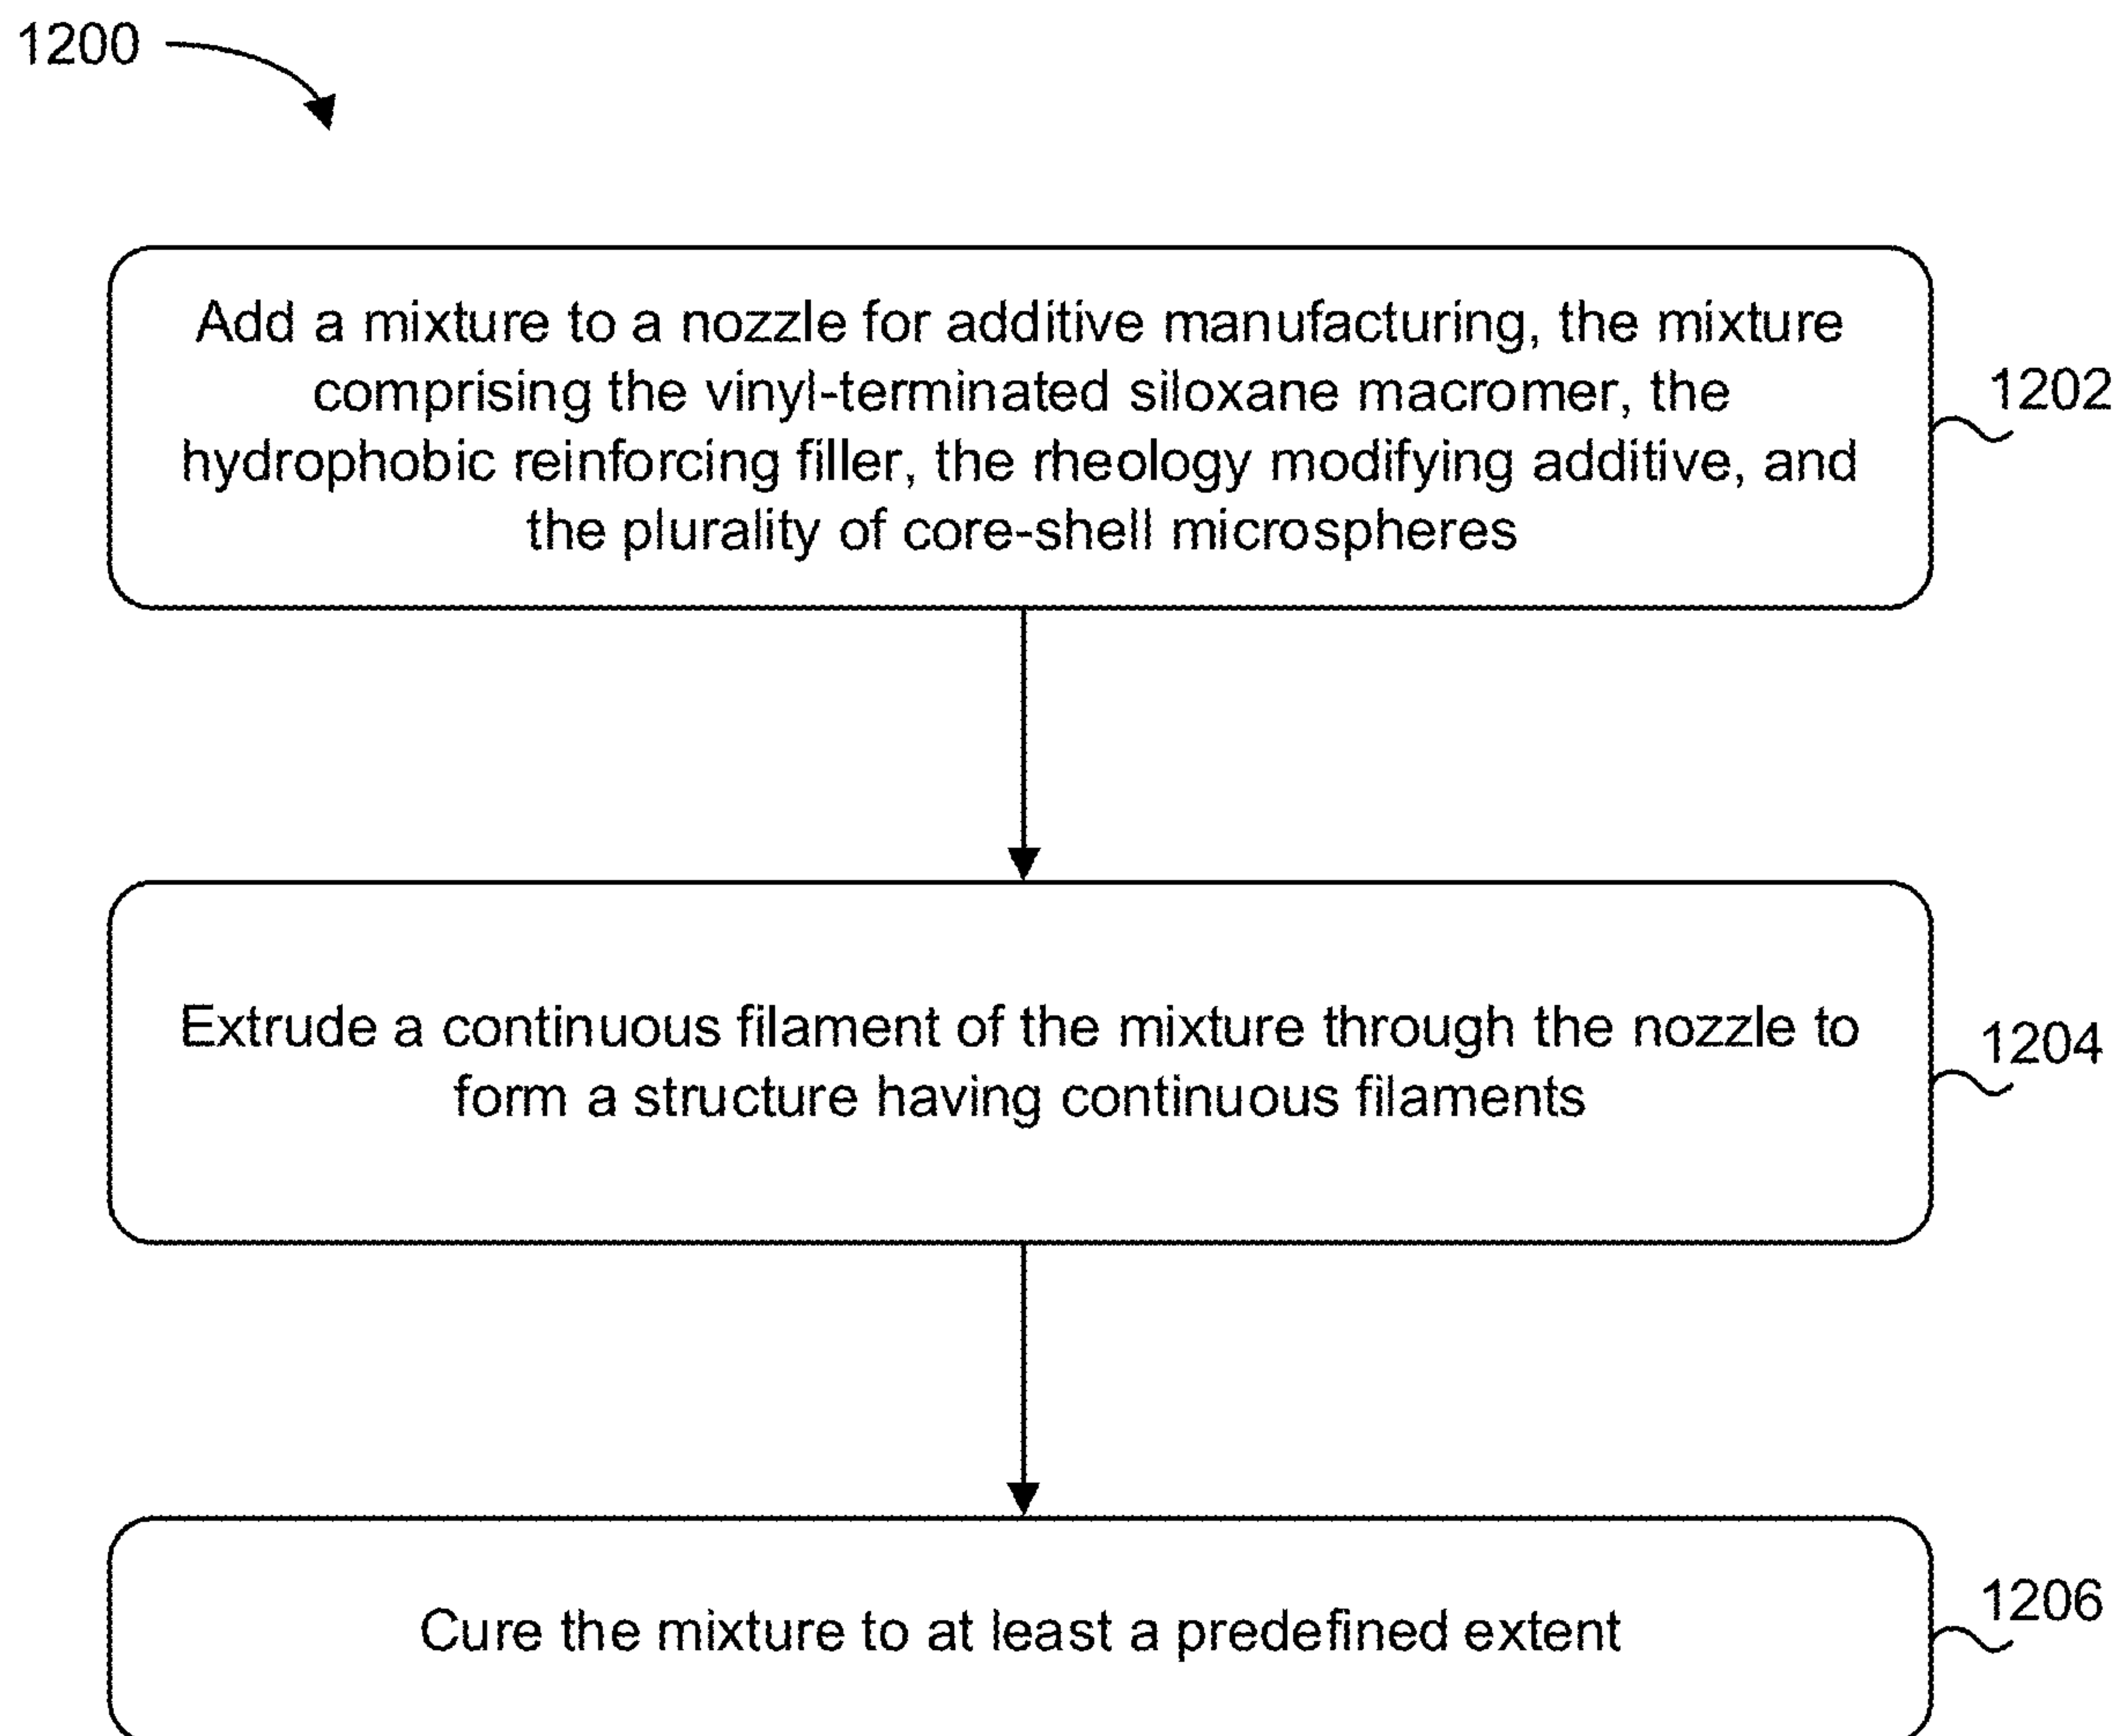 1200
Add a mixture to a nozzle for additive manufacturing, the mixture
comprising the vinyl-terminated siloxane macromer, the
hydrophobic reinforcing filler, the rheology modifying additive, and
the plurality of core-shell microspheres
1202
Extrude a continuous filament of the mixture through the nozzle to
form a structure having continuous filaments
1204
Cure the mixture to at least a predefined extent
1206